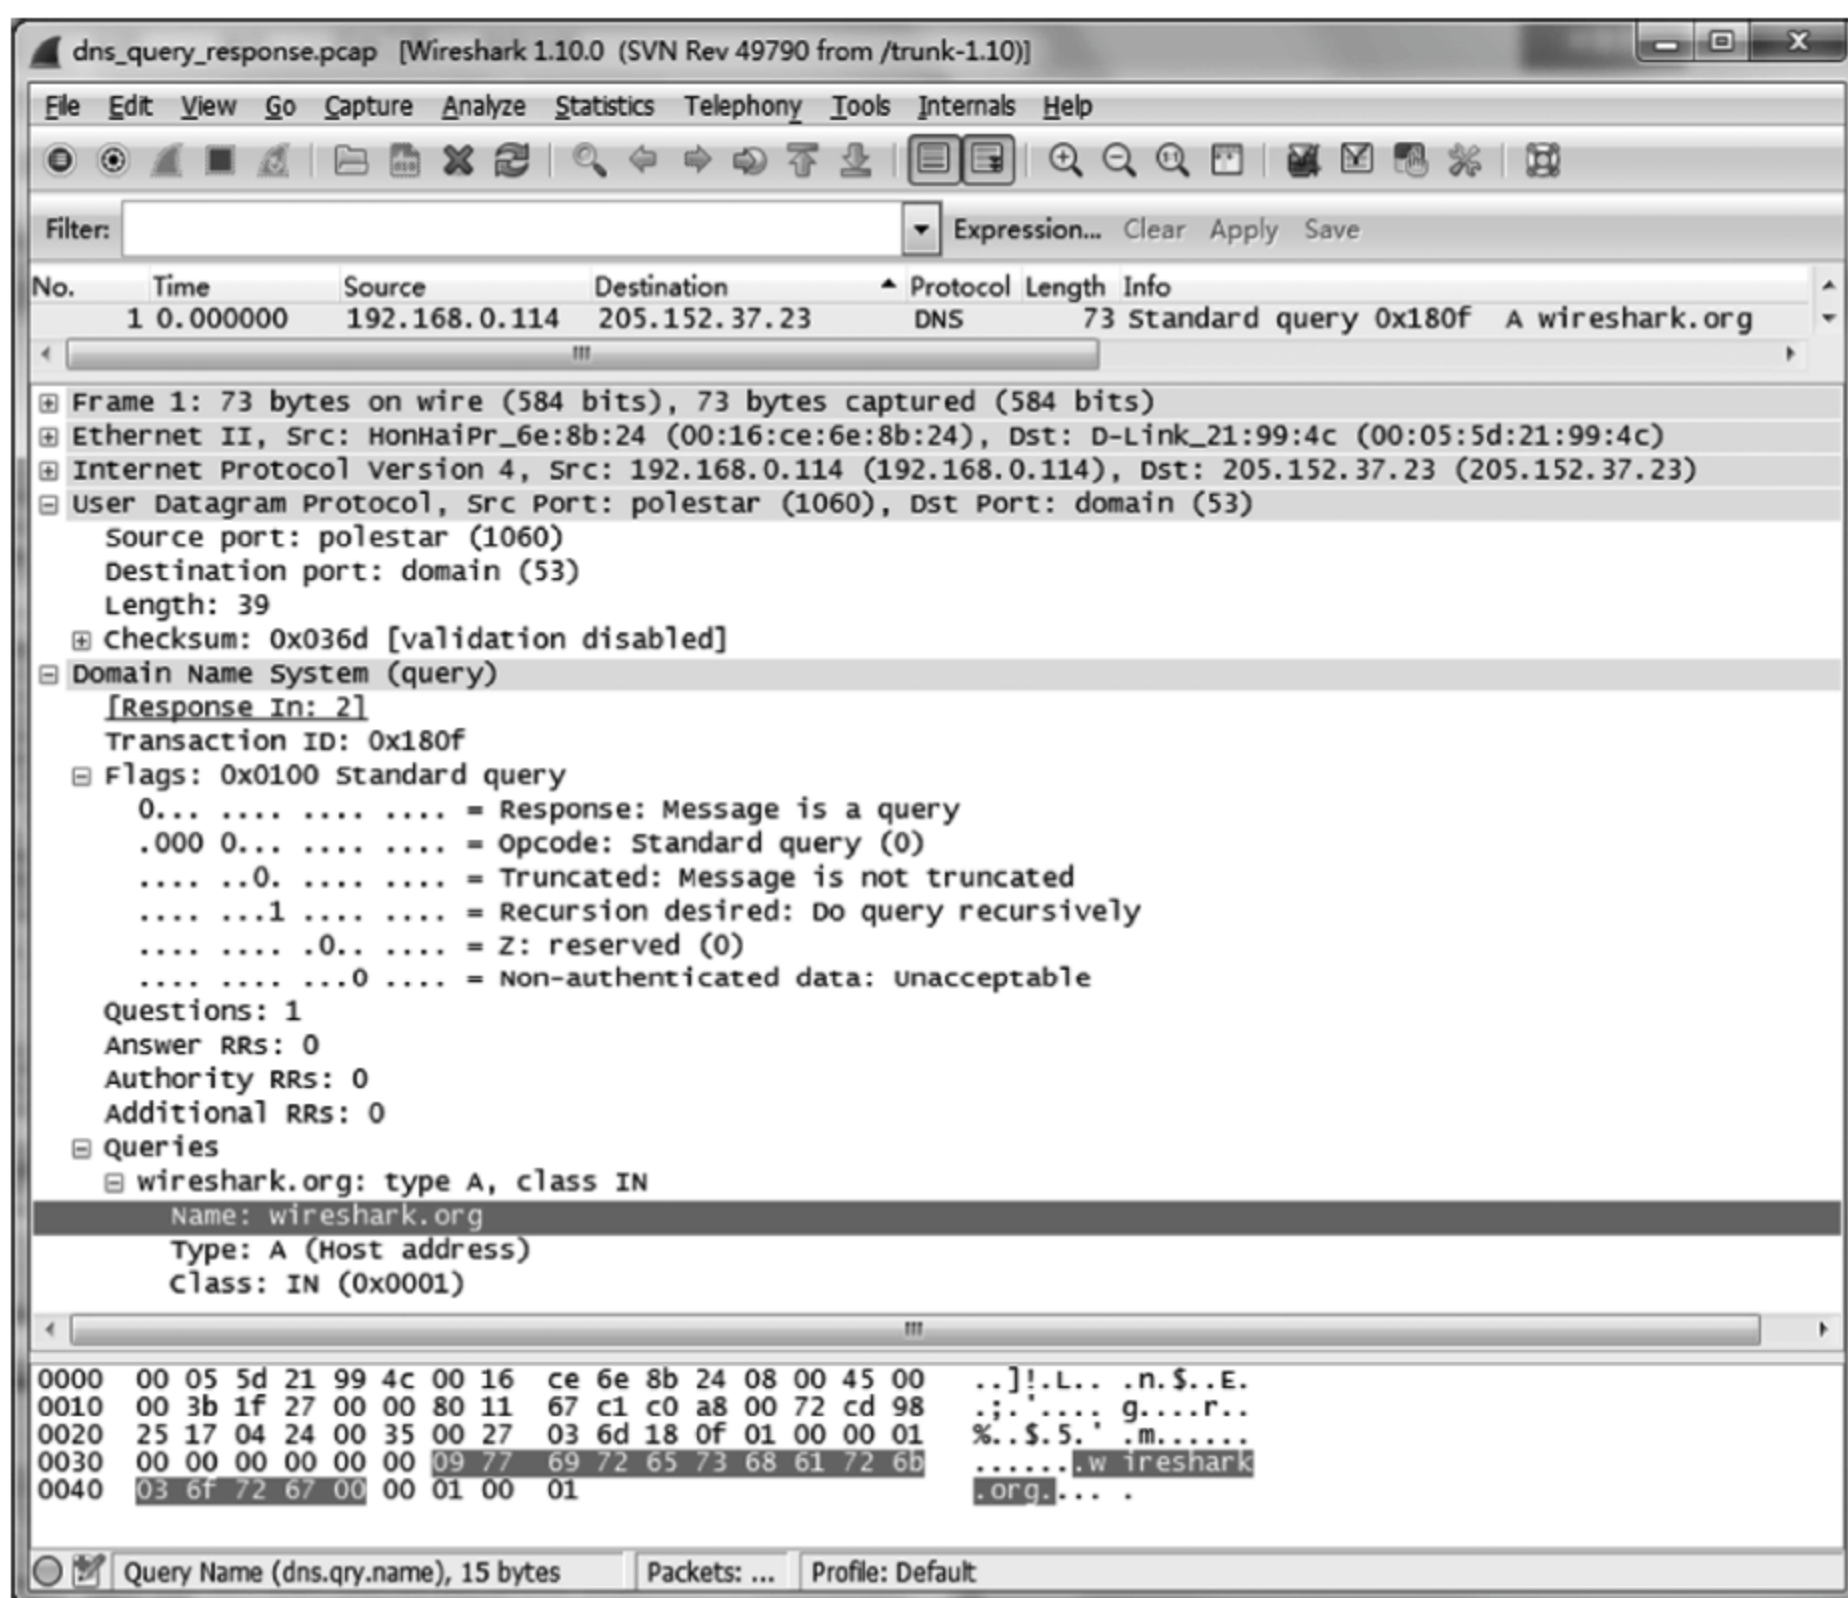 dns_query_response.pcap [Wireshark 1.10.0 (SVN Rev 49790 from /trunk-1.10)]
File Edit View Go Capture Analyze Statistics Telephony Tools Internals Help
Filter: Expression... Clear Apply Save
No. Time Source Destination Protocol Length Info
1 0.000000 192.168.0.114 205.152.37.23 DNS 73 Standard query 0x180f A wireshark.org
Frame 1: 73 bytes on wire (584 bits), 73 bytes captured (584 bits)
Ethernet II, Src: HonHaiPr_6e:8b:24 (00:16:ce:6e:8b:24), Dst: D-Link_21:99:4c (00:05:5d:21:99:4c)
Internet Protocol Version 4, Src: 192.168.0.114 (192.168.0.114), Dst: 205.152.37.23 (205.152.37.23)
User Datagram Protocol, Src Port: polestar (1060), Dst Port: domain (53)
Source port: polestar (1060)
Destination port: domain (53)
Length: 39
Checksum: 0x036d [validation disabled]
Domain Name System (query)
[Response In: 2]
Transaction ID: 0x180f
Flags: 0x0100 Standard query
0... .... .... .... = Response: Message is a query
.000 0... .... .... = Opcode: Standard query (0)
.... ..0. .... .... = Truncated: Message is not truncated
.... ...1 .... .... = Recursion desired: Do query recursively
.... .... .0.. .... = Z: reserved (0)
.... .... ...0 .... = Non-authenticated data: Unacceptable
Questions: 1
Answer RRs: 0
Authority RRs: 0
Additional RRs: 0
Queries
wireshark.org: type A, class IN
Name: wireshark.org
Type: A (Host address)
Class: IN (0x0001)
0000 00 05 5d 21 99 4c 00 16 ce 6e 8b 24 08 00 45 00 ..]!.L.. .n.$..E.
0010 00 3b 1f 27 00 00 80 11 67 c1 c0 a8 00 72 cd 98 .;.'.... g....r..
0020 25 17 04 24 00 35 00 27 03 6d 18 0f 01 00 00 01 %..$.5.' .m......
0030 00 00 00 00 00 00 09 77 69 72 65 73 68 61 72 6b .......w ireshark
0040 03 6f 72 67 00 00 01 00 01 .org.... .
Query Name (dns.qry.name), 15 bytes Packets: ... Profile: Default